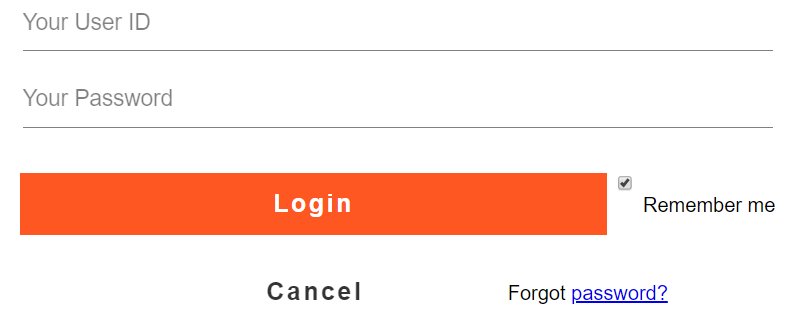 Your User ID
Your Password
Login
Remember me
Cancel
Forgot password?